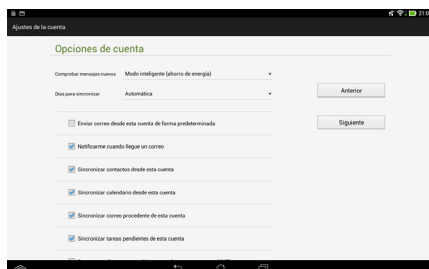 21:0
Ajustes de la cuenta
Opciones de cuenta
Comprobar mensajes nuevos Modo inteligente (ahorro de energía)
Días para sincronizar Automática
Anterior
Enviar correo desde esta cuenta de forma predeterminada
Siguiente
Notificarme cuando llegue un correo
Sincronizar contactos desde esta cuenta
Sincronizar calendario desde esta cuenta
Sincronizar correo procedente de esta cuenta
Sincronizar tareas pendientes de esta cuenta